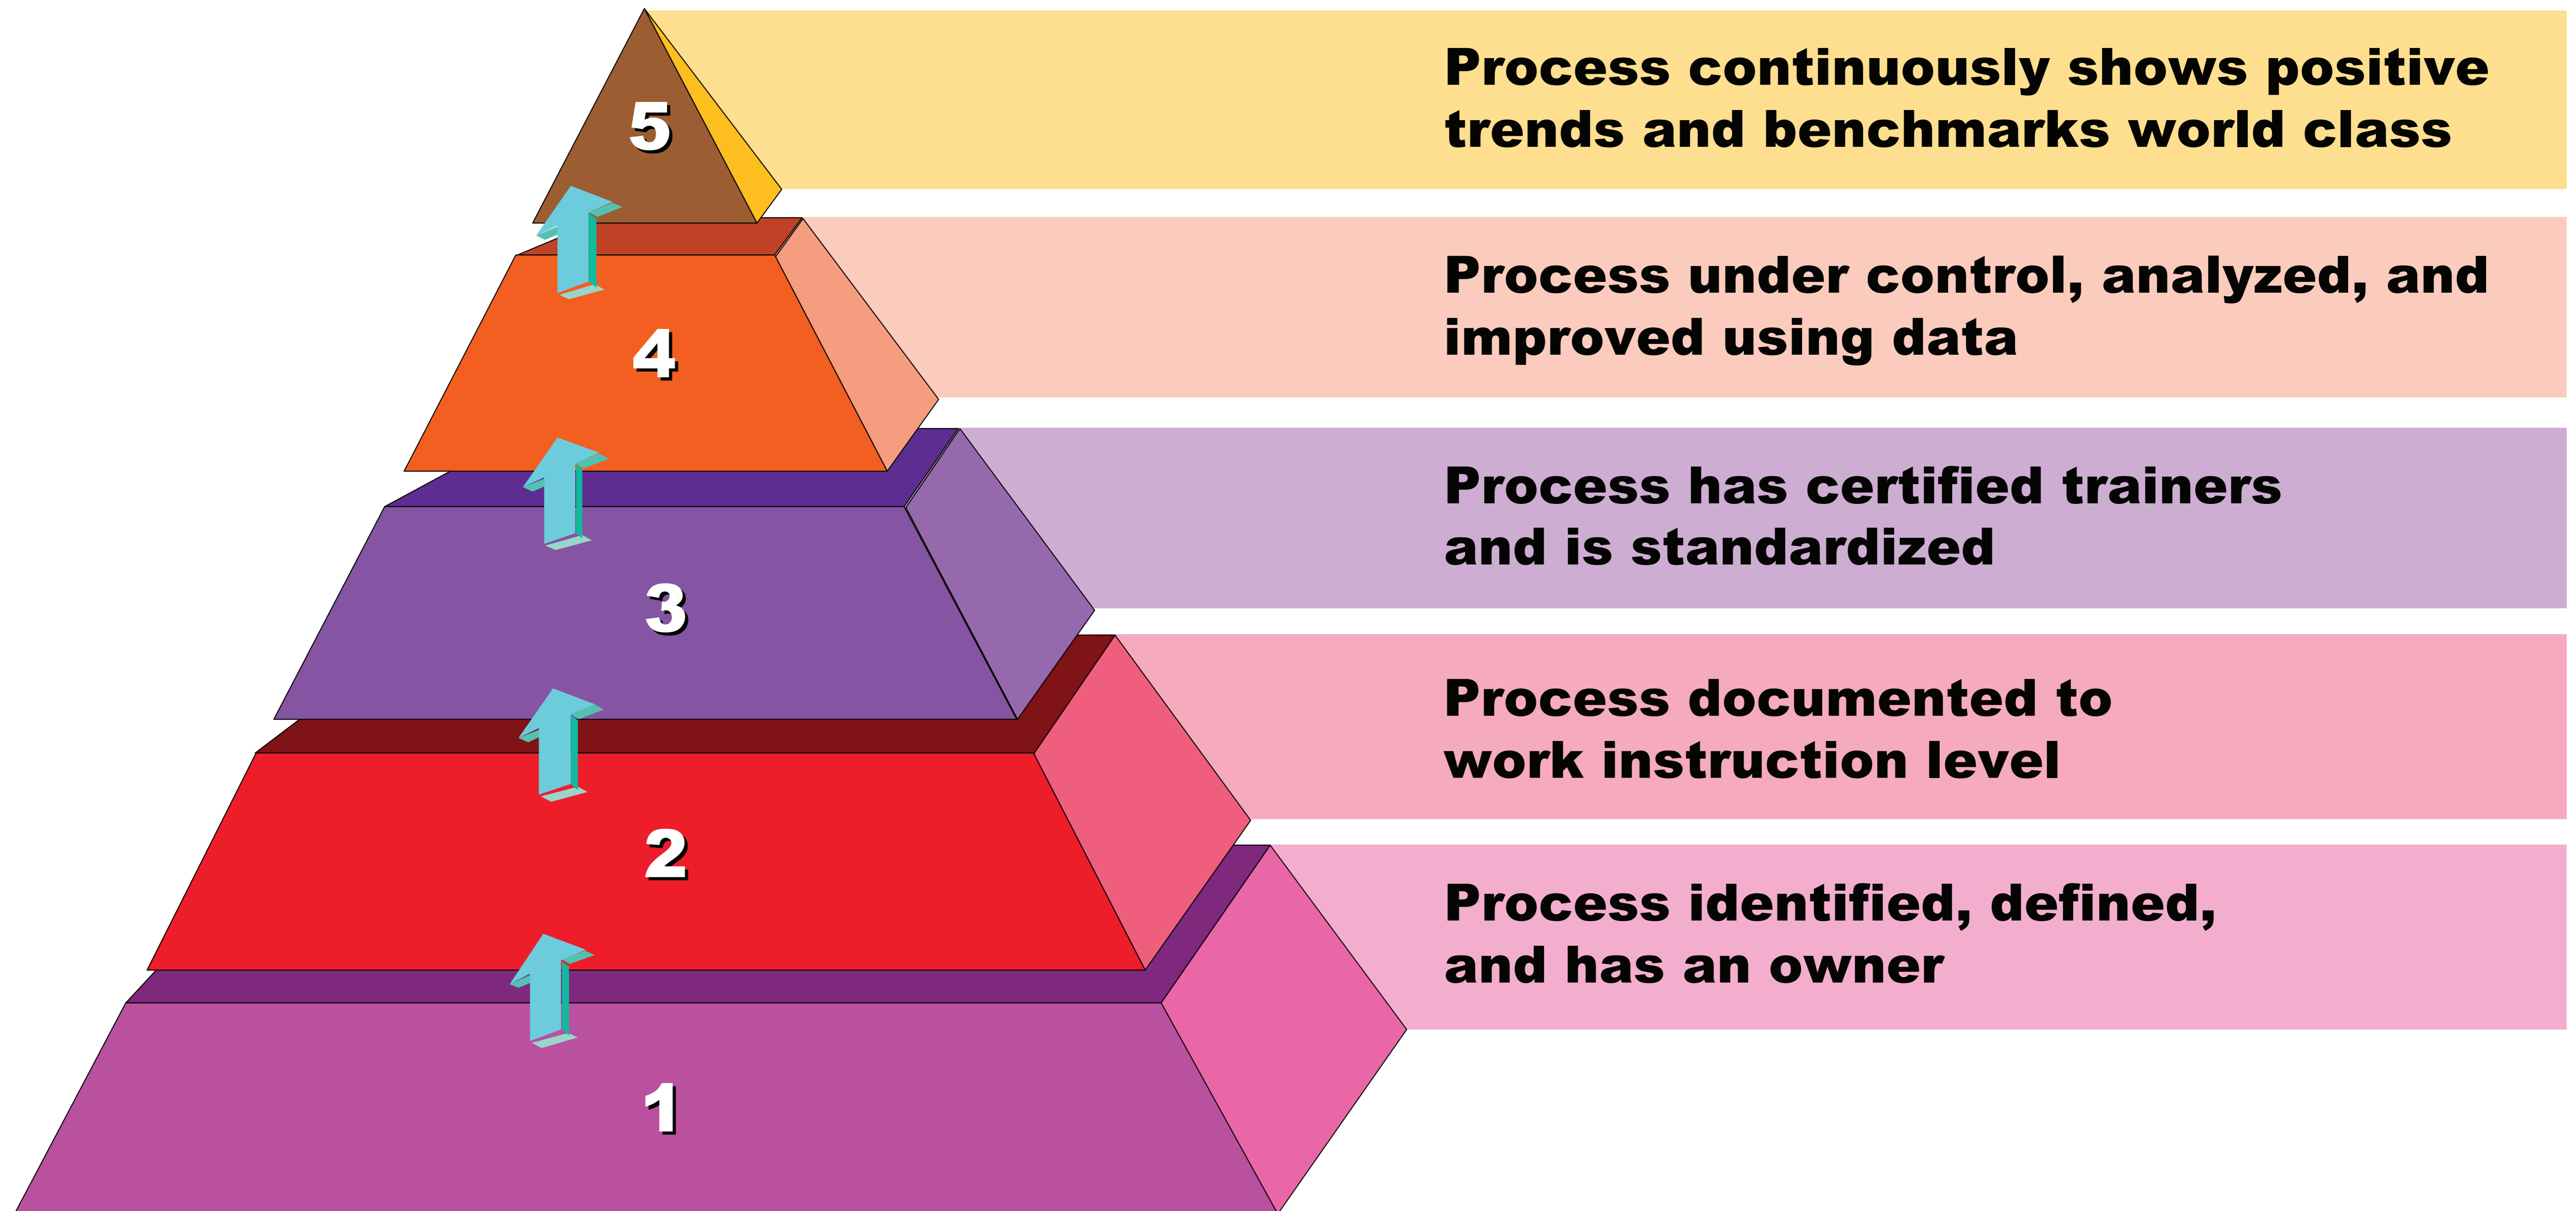 5
Process continuously shows positive
trends and benchmarks world class
4
Process under control, analyzed, and
improved using data
3
Process has certified trainers
and is standardized
2
Process documented to
work instruction level
1
Process identified, defined,
and has an owner